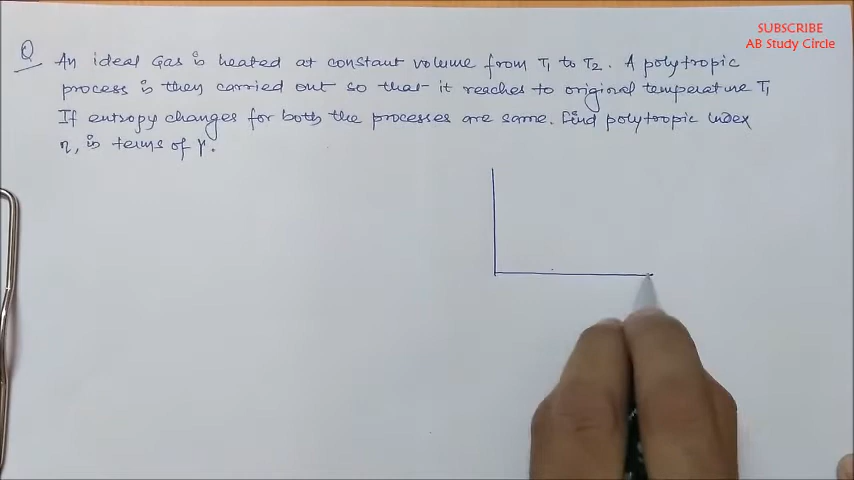 SUBSCRIBE
AB Study Circle
Q An ideal Gas is heated at constant volume from T1 to T2. A polytropic
process is then carried out so that it reaches to original temperature T1
If entropy changes for both the processes are same. Find polytropic index
n, is terms of γ.